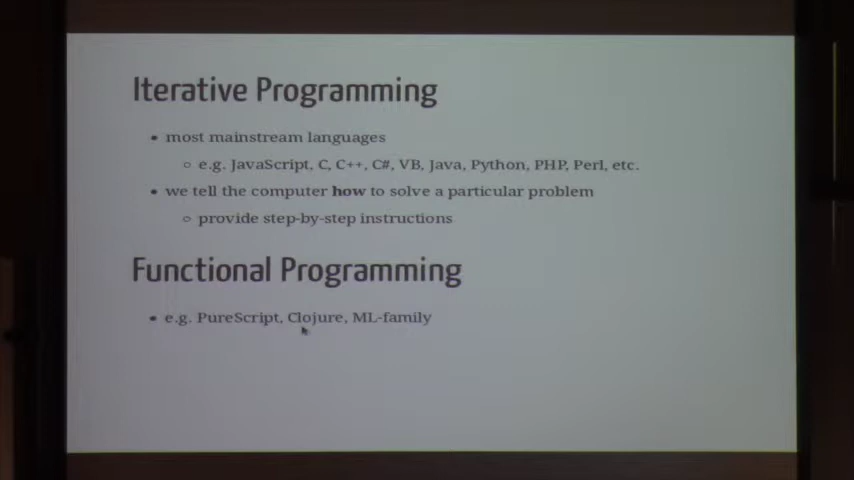 Iterative Programming
• most mainstream languages
◦ e.g. JavaScript, C, C++, C#, VB, Java, Python, PHP, Perl, etc.
• we tell the computer how to solve a particular problem
◦ provide step-by-step instructions
Functional Programming
• e.g. PureScript, Clojure, ML-family